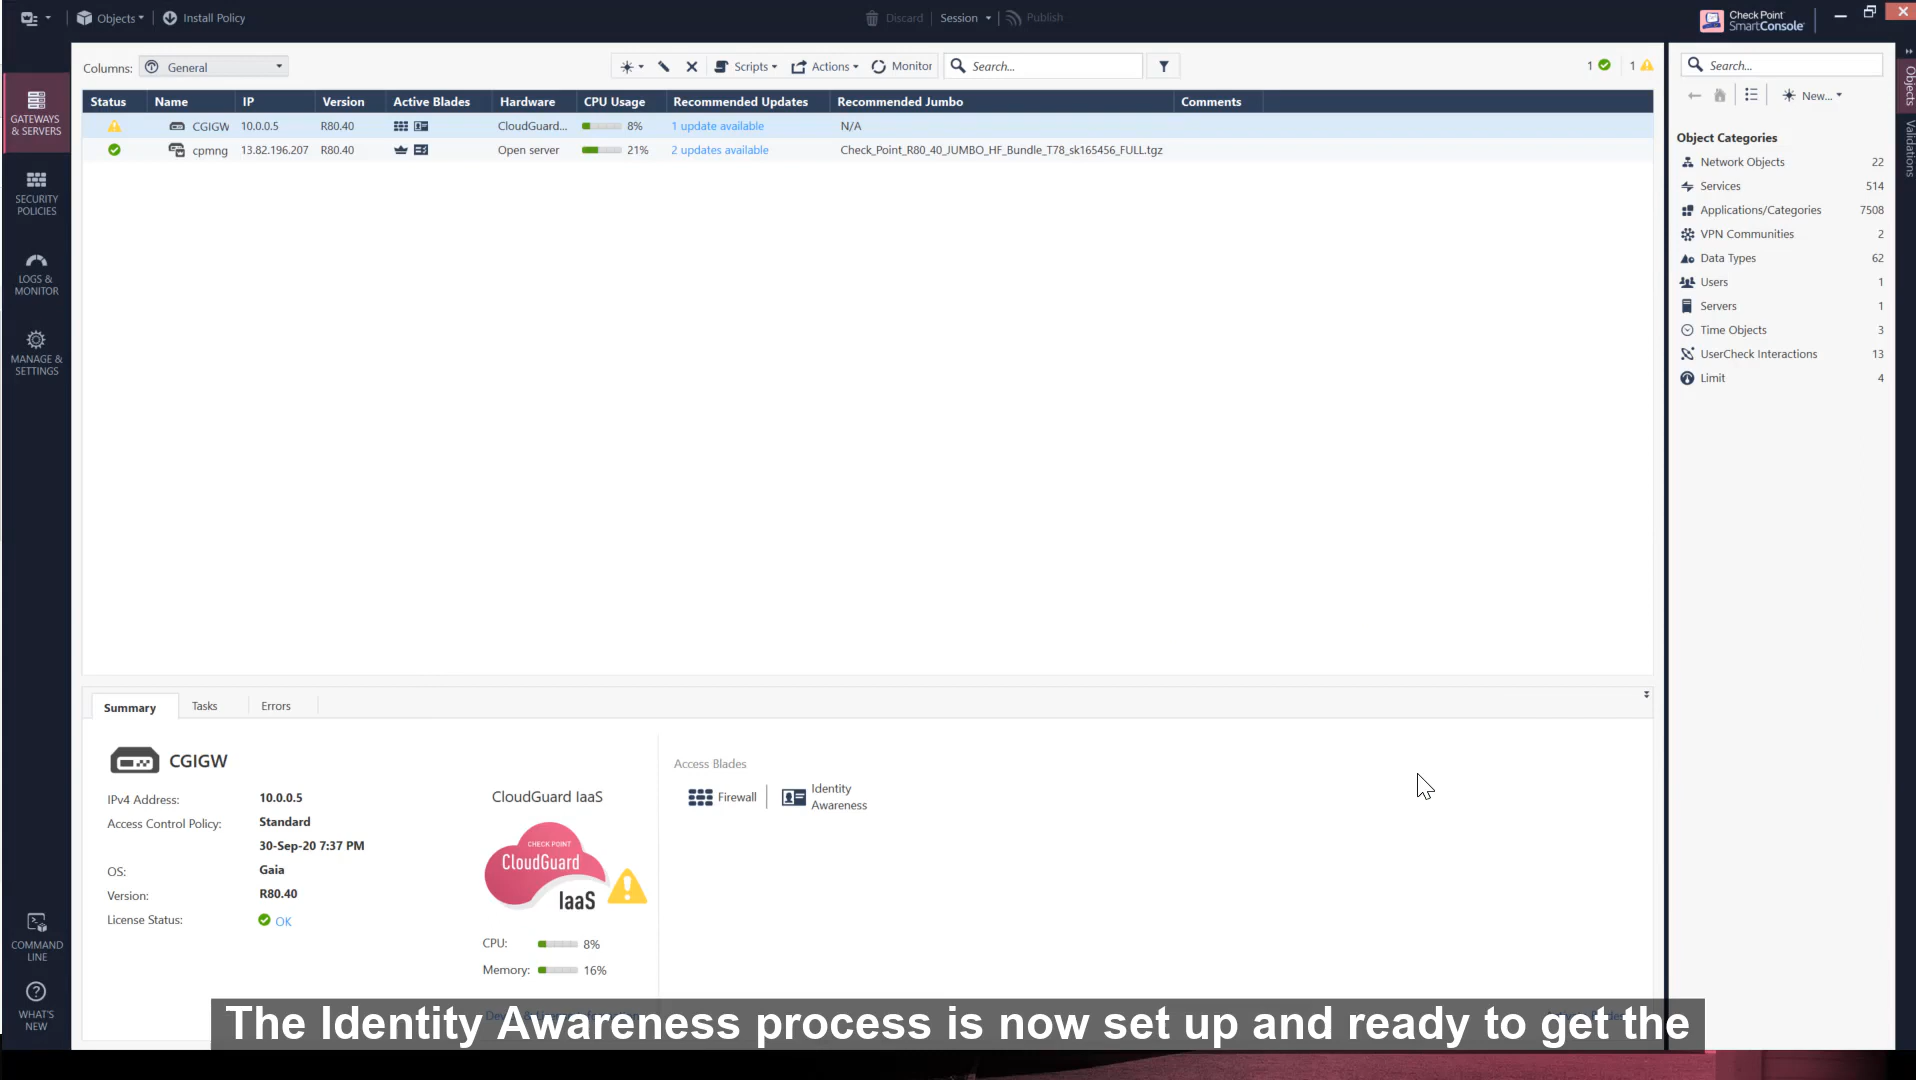 Objects
Install Policy
Discard
Session
Publish
Check Point
SmartConsole
Columns:
General
Scripts
Actions
Monitor
Search...
1
1
Search...
New...
Objects
Validations
GATEWAYS
& SERVERS
SECURITY
POLICIES
LOGS &
MONITOR
MANAGE &
SETTINGS
COMMAND
LINE
WHAT'S
NEW
Status Name IP Version Active Blades Hardware CPU Usage Recommended Updates Recommended Jumbo Comments
CGIGW 10.0.0.5 R80.40 CloudGuard... 8% 1 update available N/A
cpmng 13.82.196.207 R80.40 Open server 21% 2 updates available Check_Point_R80_40_JUMBO_HF_Bundle_T78_sk165456_FULL.tgz
Object Categories
Network Objects 22
Services 514
Applications/Categories 7508
VPN Communities 2
Data Types 62
Users 1
Servers 1
Time Objects 3
UserCheck Interactions 13
Limit 4
Summary Tasks Errors
CGIGW
IPv4 Address: 10.0.0.5
Access Control Policy: Standard
30-Sep-20 7:37 PM
OS: Gaia
Version: R80.40
License Status: OK
CloudGuard IaaS
CHECK POINT
CloudGuard
IaaS
CPU: 8%
Memory: 16%
Access Blades
Firewall
Identity
Awareness
The Identity Awareness process is now set up and ready to get the